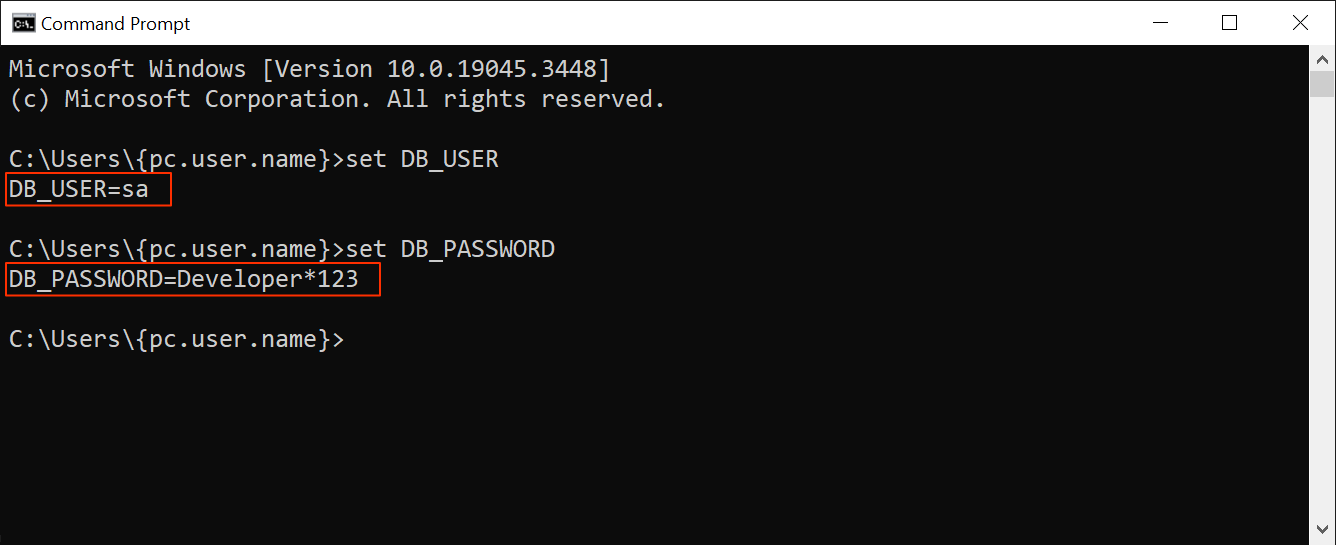 Command Prompt
Microsoft Windows [Version 10.0.19045.3448]
(c) Microsoft Corporation. All rights reserved.
C:\Users\{pc.user.name}>set DB_USER
DB_USER=sa
C:\Users\{pc.user.name}>set DB_PASSWORD
DB_PASSWORD=Developer*123
C:\Users\{pc.user.name}>